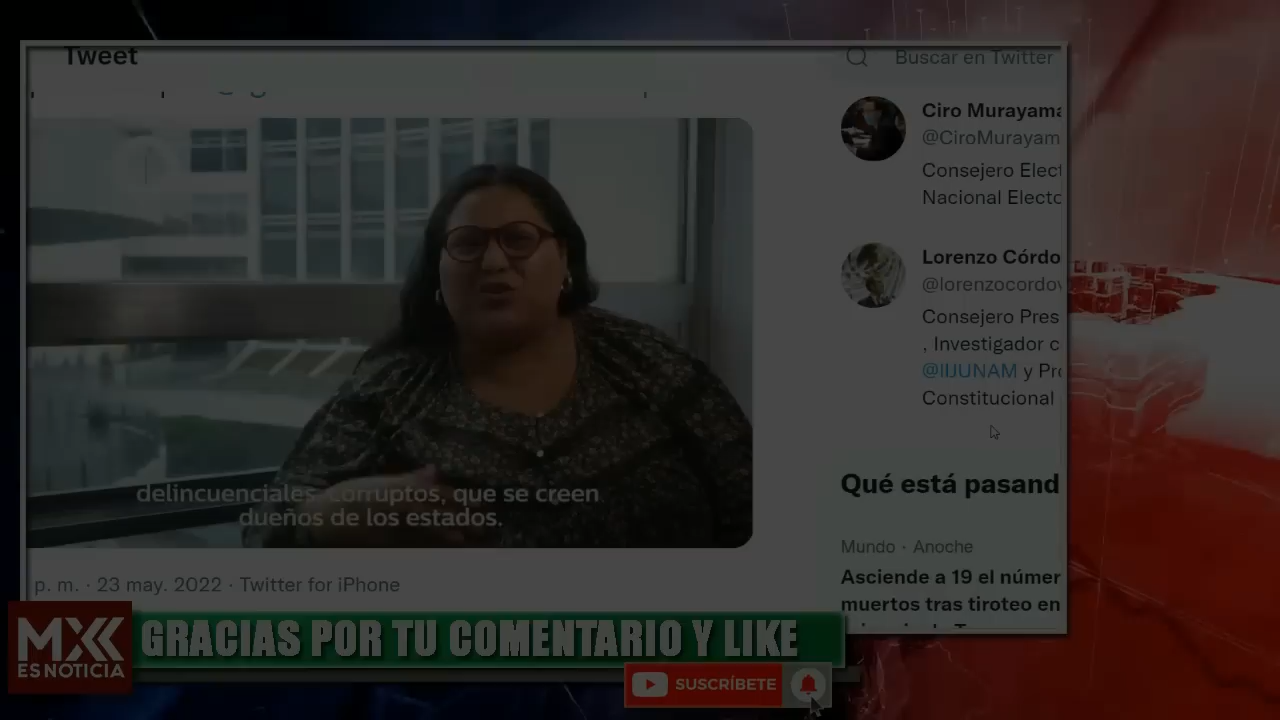 Tweet
Buscar en Twitter
Ciro Murayama
@CiroMurayam
Consejero Elect
Nacional Electo
Lorenzo Córdo
@lorenzocordov
Consejero Pres
, Investigador c
@IIJUNAM y Pro
Constitucional
delincuenciales, corruptos, que se creen
dueños de los estados.
Qué está pasand
Mundo · Anoche
Asciende a 19 el númer
muertos tras tiroteo en
p. m. · 23 may. 2022 · Twitter for iPhone
MX
ES NOTICIA
GRACIAS POR TU COMENTARIO Y LIKE
SUSCRÍBETE